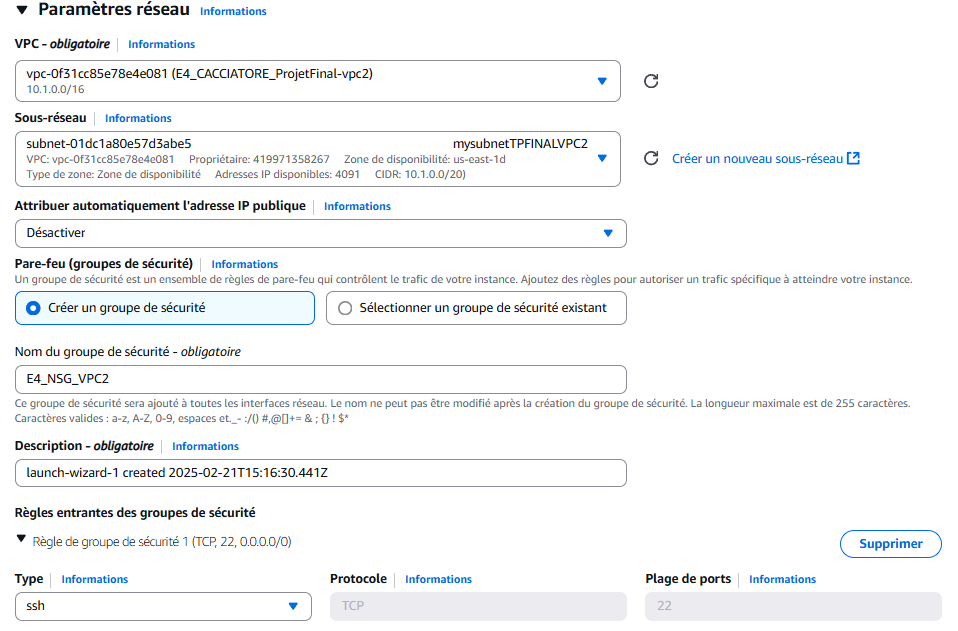 Paramètres réseau Informations
VPC - obligatoire Informations
vpc-0f31cc85e78e4e081 (E4_CACCIATORE_ProjetFinal-vpc2)
10.1.0.0/16
Sous-réseau Informations
subnet-01dc1a80e57d3abe5 mysubnetTPFINALVPC2
VPC: vpc-0f31cc85e78e4e081 Propriétaire: 419971358267 Zone de disponibilité: us-east-1d
Type de zone: Zone de disponibilité Adresses IP disponibles: 4091 CIDR: 10.1.0.0/20)
Créer un nouveau sous-réseau
Attribuer automatiquement l'adresse IP publique Informations
Désactiver
Pare-feu (groupes de sécurité) Informations
Un groupe de sécurité est un ensemble de règles de pare-feu qui contrôlent le trafic de votre instance. Ajoutez des règles pour autoriser un trafic spécifique à atteindre votre instance.
Créer un groupe de sécurité Sélectionner un groupe de sécurité existant
Nom du groupe de sécurité - obligatoire
E4_NSG_VPC2
Ce groupe de sécurité sera ajouté à toutes les interfaces réseau. Le nom ne peut pas être modifié après la création du groupe de sécurité. La longueur maximale est de 255 caractères.
Caractères valides : a-z, A-Z, 0-9, espaces et._- :/() #,@[]+= & ; {} ! $*
Description - obligatoire Informations
launch-wizard-1 created 2025-02-21T15:16:30.441Z
Règles entrantes des groupes de sécurité
Règle de groupe de sécurité 1 (TCP, 22, 0.0.0.0/0) Supprimer
Type Informations Protocole Informations Plage de ports Informations
ssh TCP 22